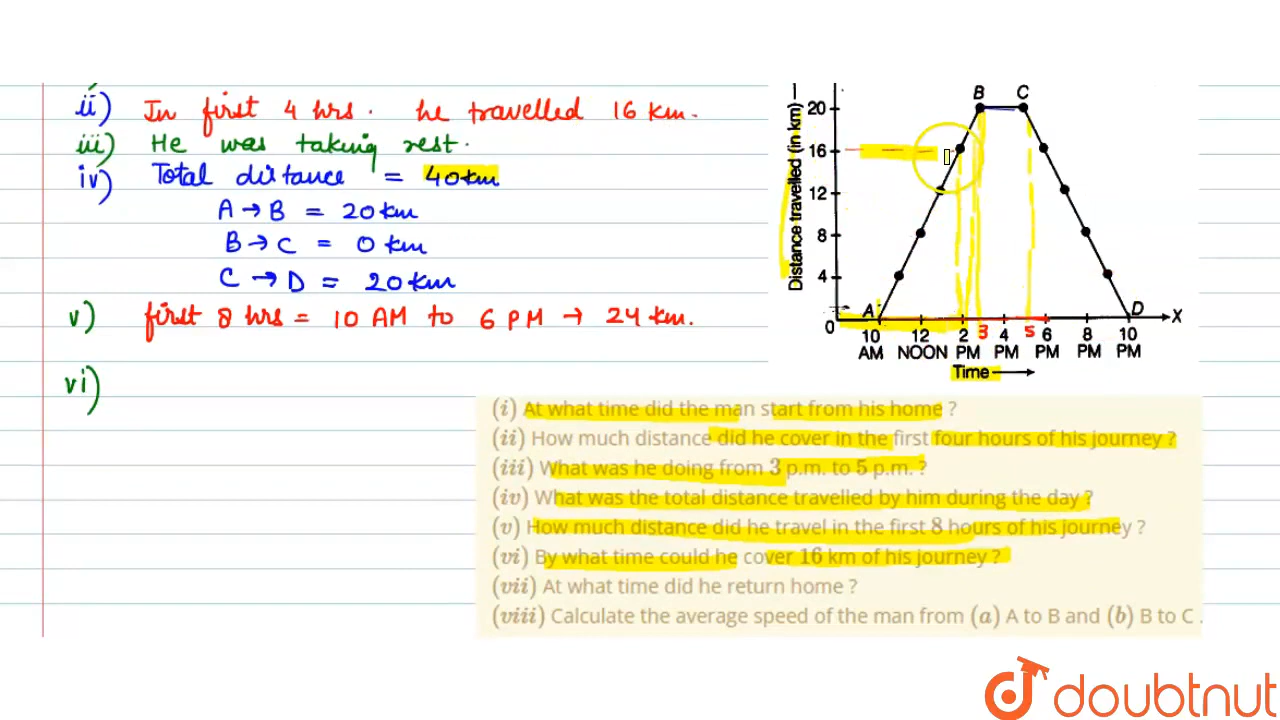 ii) In first 4 hrs. he travelled 16 km.
iii) He was taking rest.
iv) Total distance = 40km
A → B = 20 km
B → C = 0 km
C → D = 20 km
v) first 8 hrs = 10 AM to 6 PM → 24 km.
vi)
B C
20
16
12
8
4
Distance travelled (in km)
A D
0 X
10 12 2 3 4 5 6 8 10
AM NOON PM PM PM PM PM
Time
(i) At what time did the man start from his home ?
(ii) How much distance did he cover in the first four hours of his journey ?
(iii) What was he doing from 3 p.m. to 5 p.m. ?
(iv) What was the total distance travelled by him during the day ?
(v) How much distance did he travel in the first 8 hours of his journey ?
(vi) By what time could he cover 16 km of his journey ?
(vii) At what time did he return home ?
(viii) Calculate the average speed of the man from (a) A to B and (b) B to C .
doubtnut